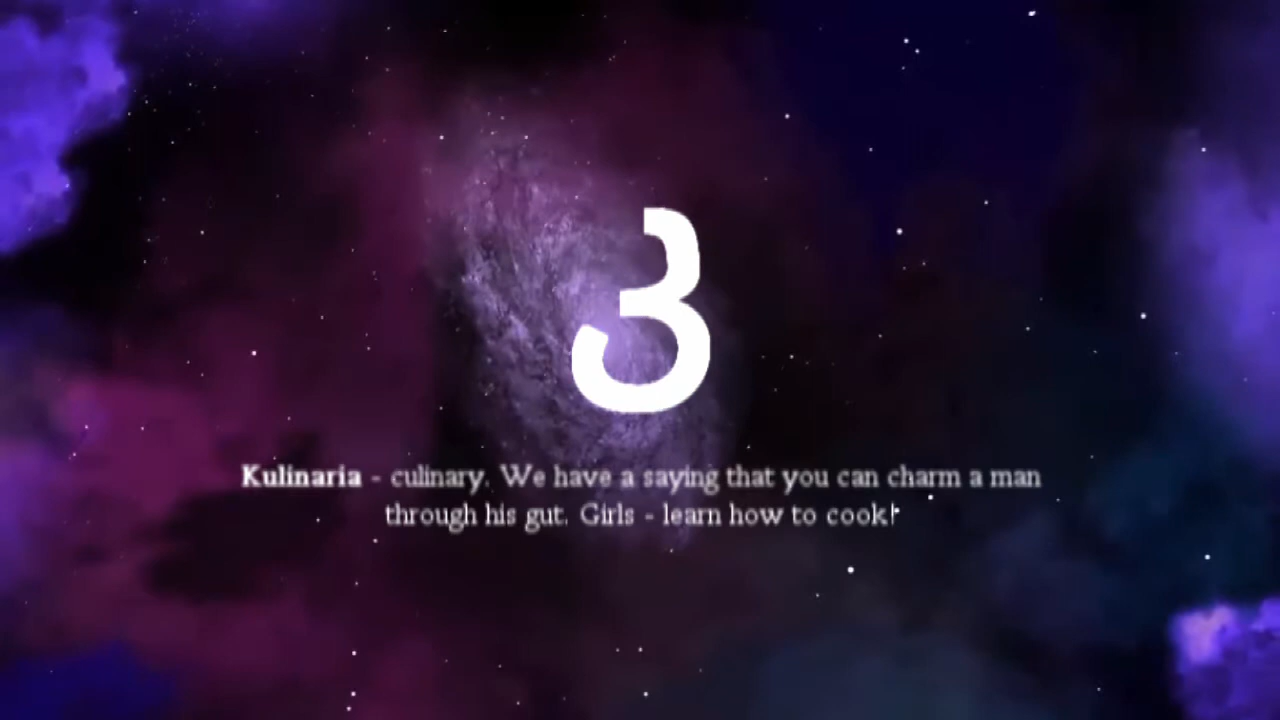 3
Kulinaria - culinary. We have a saying that you can charm a man
through his gut. Girls - learn how to cook!